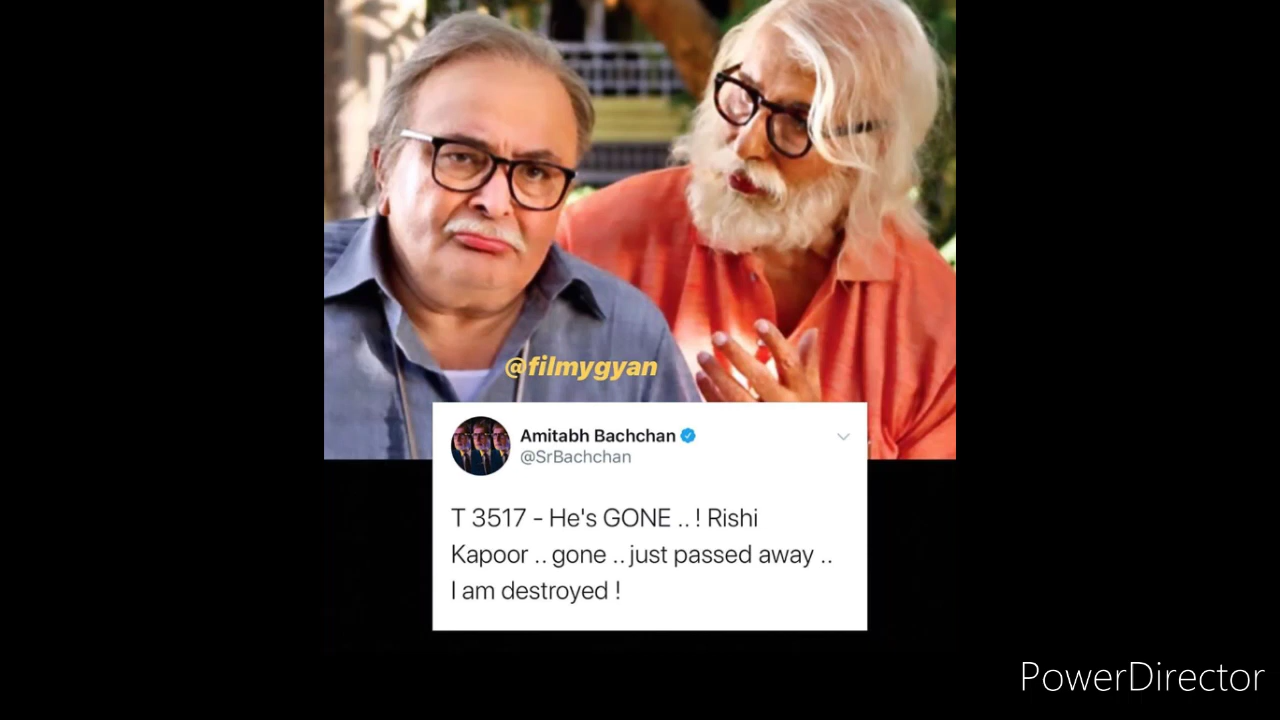 @filmygyan
Amitabh Bachchan
@SrBachchan
T 3517 - He's GONE .. ! Rishi
Kapoor .. gone .. just passed away ..
I am destroyed !
PowerDirector